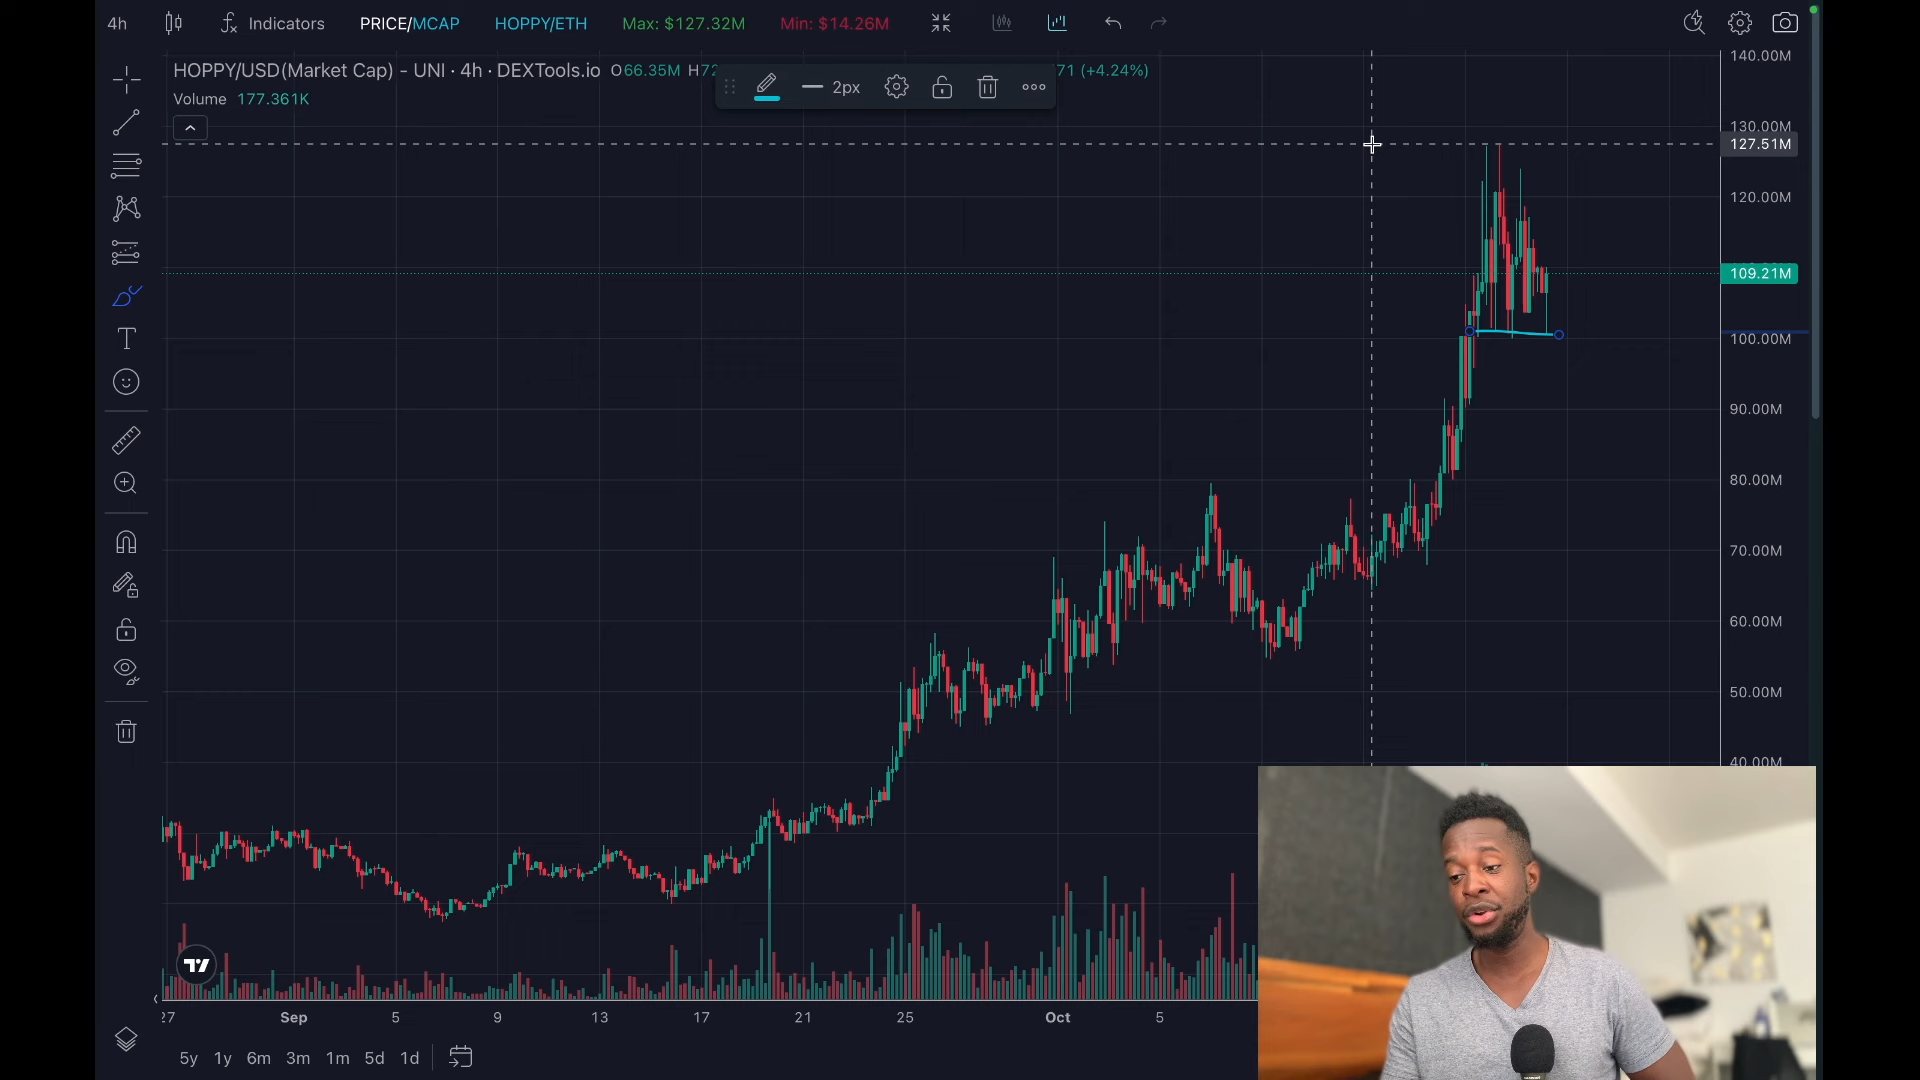 4h Indicators PRICE/MCAP HOPPY/ETH Max: $127.32M Min: $14.26M
HOPPY/USD(Market Cap) - UNI · 4h · DEXTools.io O66.35M H72 71 (+4.24%)
2px
Volume 177.361K
140.00M
130.00M
127.51M
120.00M
109.21M
100.00M
90.00M
80.00M
70.00M
60.00M
50.00M
40.00M
27 Sep 5 9 13 17 21 25 Oct 5
5y 1y 6m 3m 1m 5d 1d